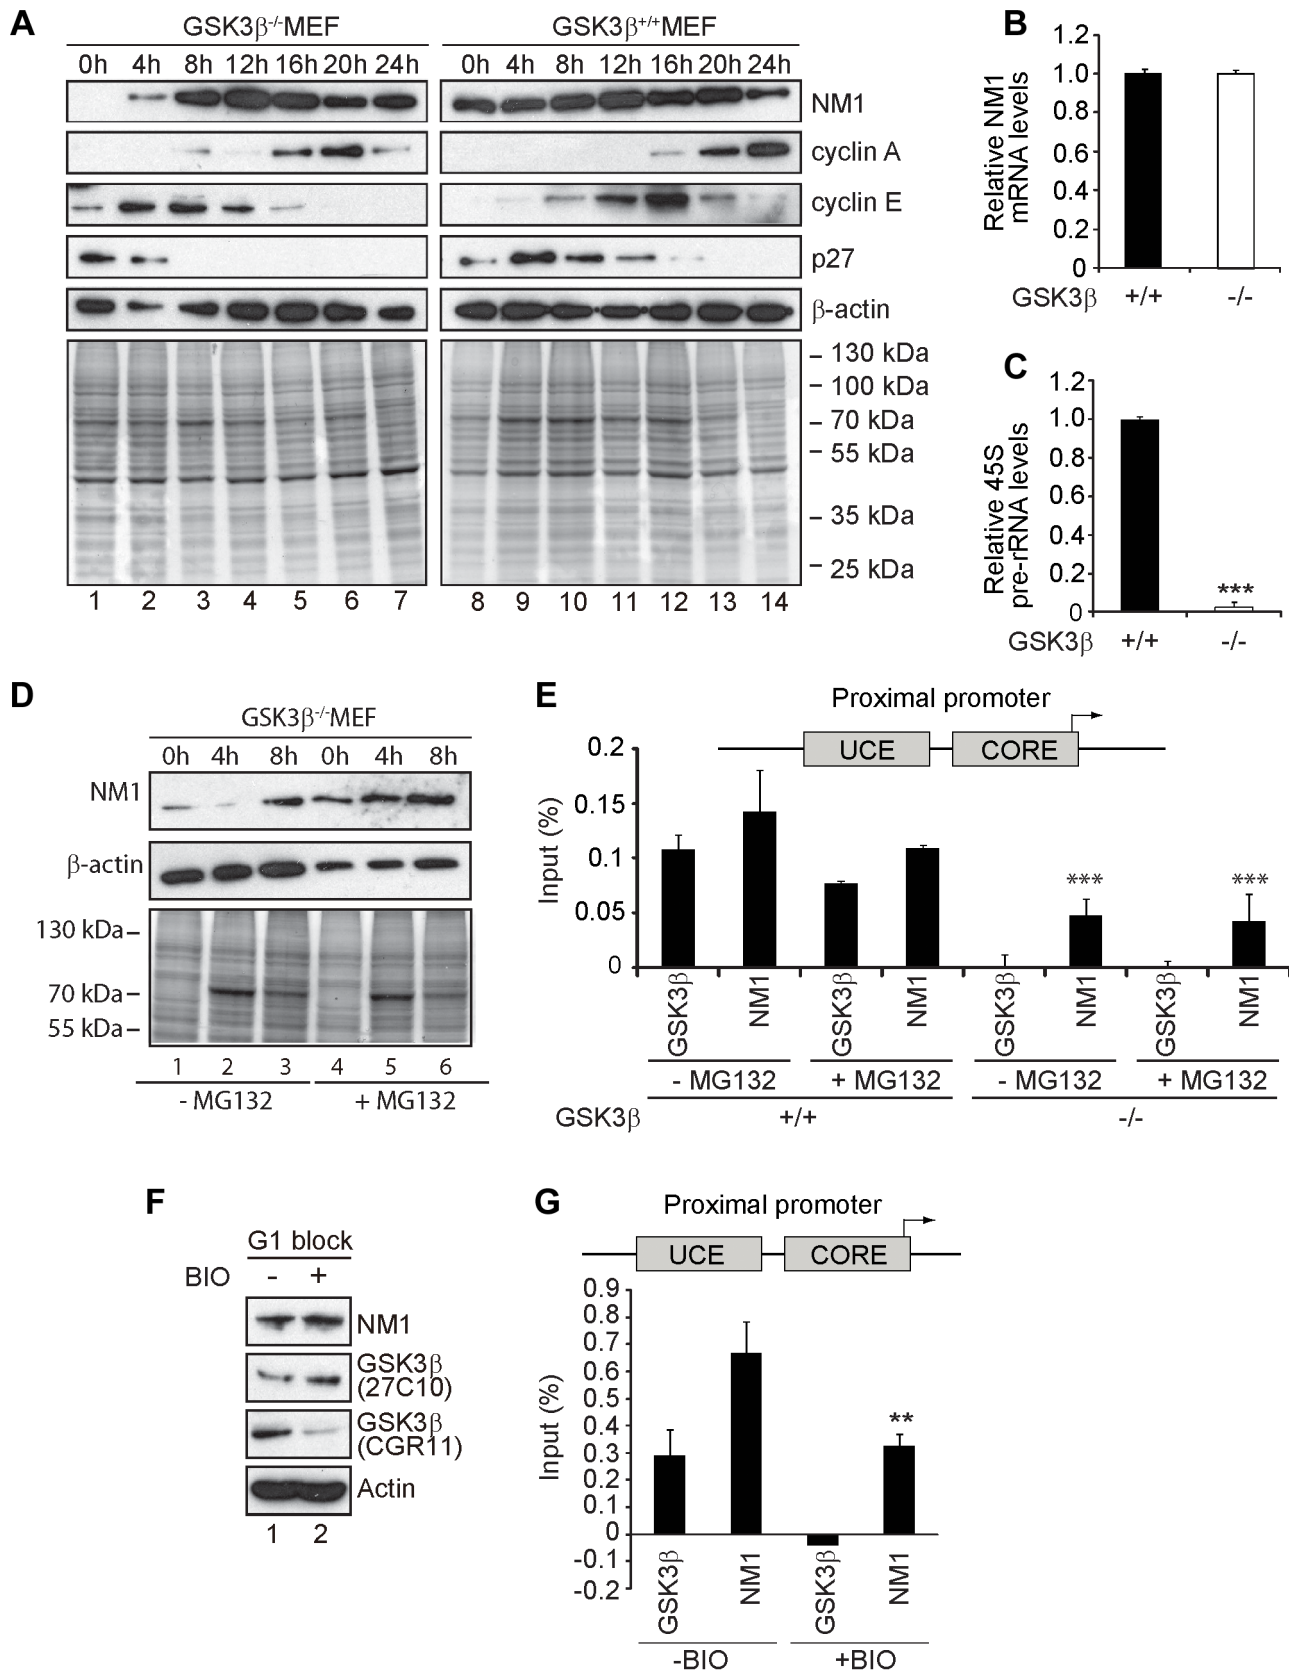 A
GSK3β-/-MEF
GSK3β+/+MEF
0h 4h 8h 12h 16h 20h 24h
0h 4h 8h 12h 16h 20h 24h
NM1
cyclin A
cyclin E
p27
β-actin
130 kDa
100 kDa
70 kDa
55 kDa
35 kDa
25 kDa
1 2 3 4 5 6 7
8 9 10 11 12 13 14
B
Relative NM1
mRNA levels
1.2
1.0
0.8
0.6
0.4
0.2
0
GSK3β +/+ -/-
C
Relative 45S
pre-rRNA levels
1.2
1.0
0.8
0.6
0.4
0.2
0
***
GSK3β +/+ -/-
D
GSK3β-/-MEF
0h 4h 8h 0h 4h 8h
NM1
β-actin
130 kDa
70 kDa
55 kDa
1 2 3 4 5 6
- MG132 + MG132
E
Proximal promoter
UCE CORE
Input (%)
0.2
0.15
0.1
0.05
0
*** ***
GSK3β NM1 GSK3β NM1 GSK3β NM1 GSK3β NM1
- MG132 + MG132 - MG132 + MG132
GSK3β +/+ -/-
F
G1 block
BIO - +
NM1
GSK3β
(27C10)
GSK3β
(CGR11)
Actin
1 2
G
Proximal promoter
UCE CORE
Input (%)
0.9
0.8
0.7
0.6
0.5
0.4
0.3
0.2
0.1
0
-0.1
-0.2
**
GSK3β NM1 GSK3β NM1
-BIO +BIO